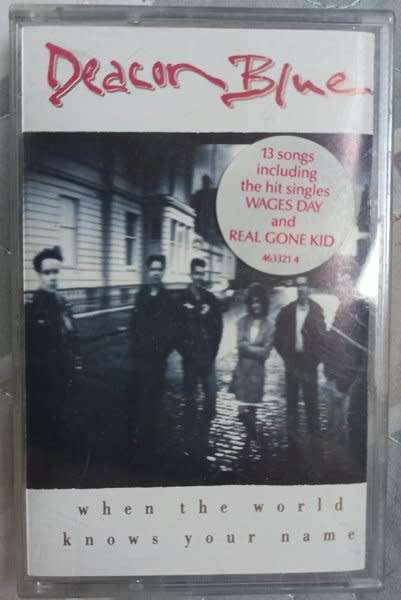 Deacon Blue
13 songs
including
the hit singles
WAGES DAY
and
REAL GONE KID
463321 4
when the world
knows your name